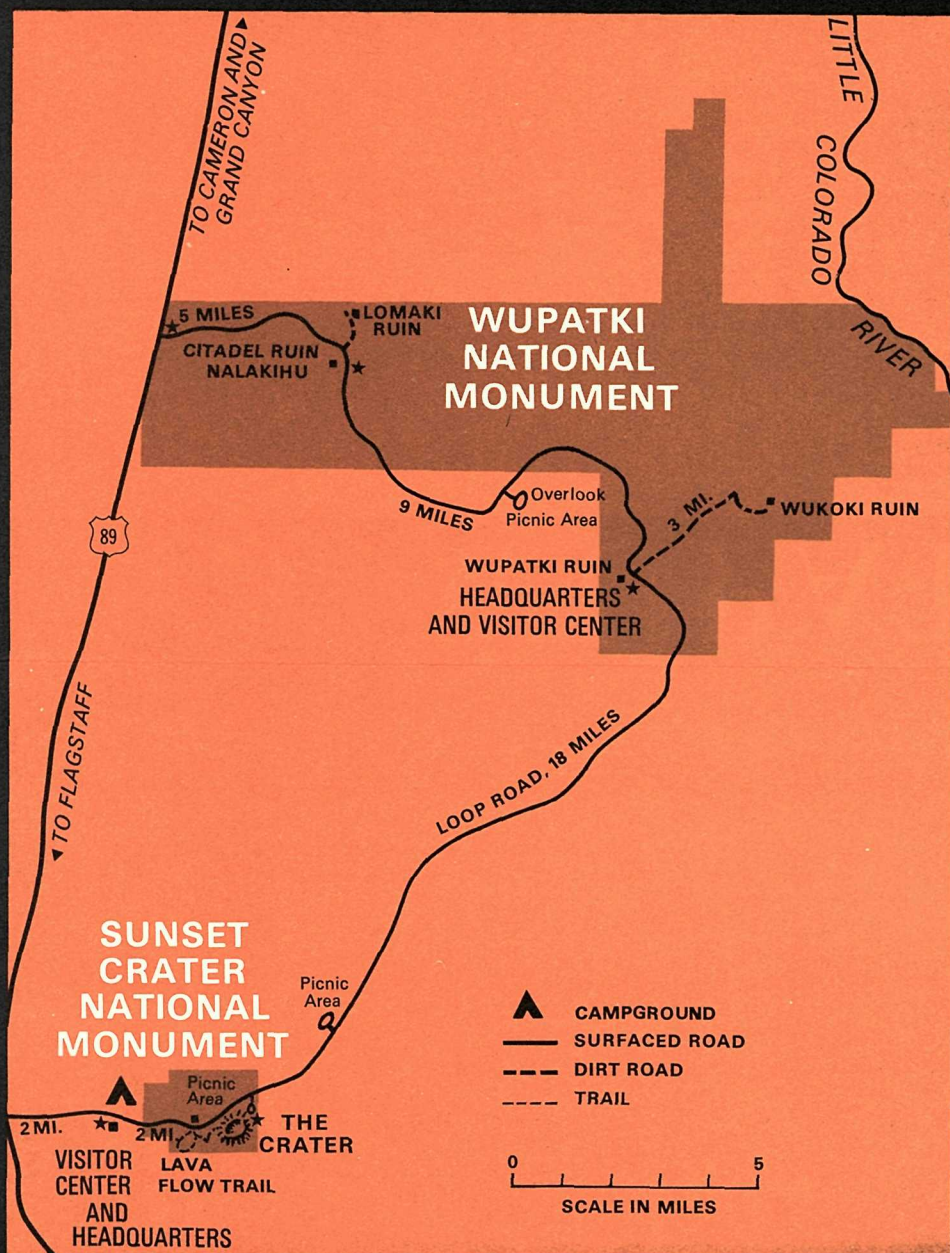 TO CAMERON AND
GRAND CANYON
LITTLE
COLORADO
RIVER
5 MILES
LOMAKI
RUIN
CITADEL RUIN
NALAKIHU
WUPATKI
NATIONAL
MONUMENT
9 MILES
Overlook
Picnic Area
3 MI.
WUKOKI RUIN
89
WUPATKI RUIN
HEADQUARTERS
AND VISITOR CENTER
TO FLAGSTAFF
LOOP ROAD, 18 MILES
SUNSET
CRATER
NATIONAL
MONUMENT
Picnic
Area
CAMPGROUND
SURFACED ROAD
DIRT ROAD
TRAIL
Picnic
Area
2 MI.
2 MI.
THE
CRATER
VISITOR
CENTER
AND
HEADQUARTERS
LAVA
FLOW TRAIL
0 5
SCALE IN MILES